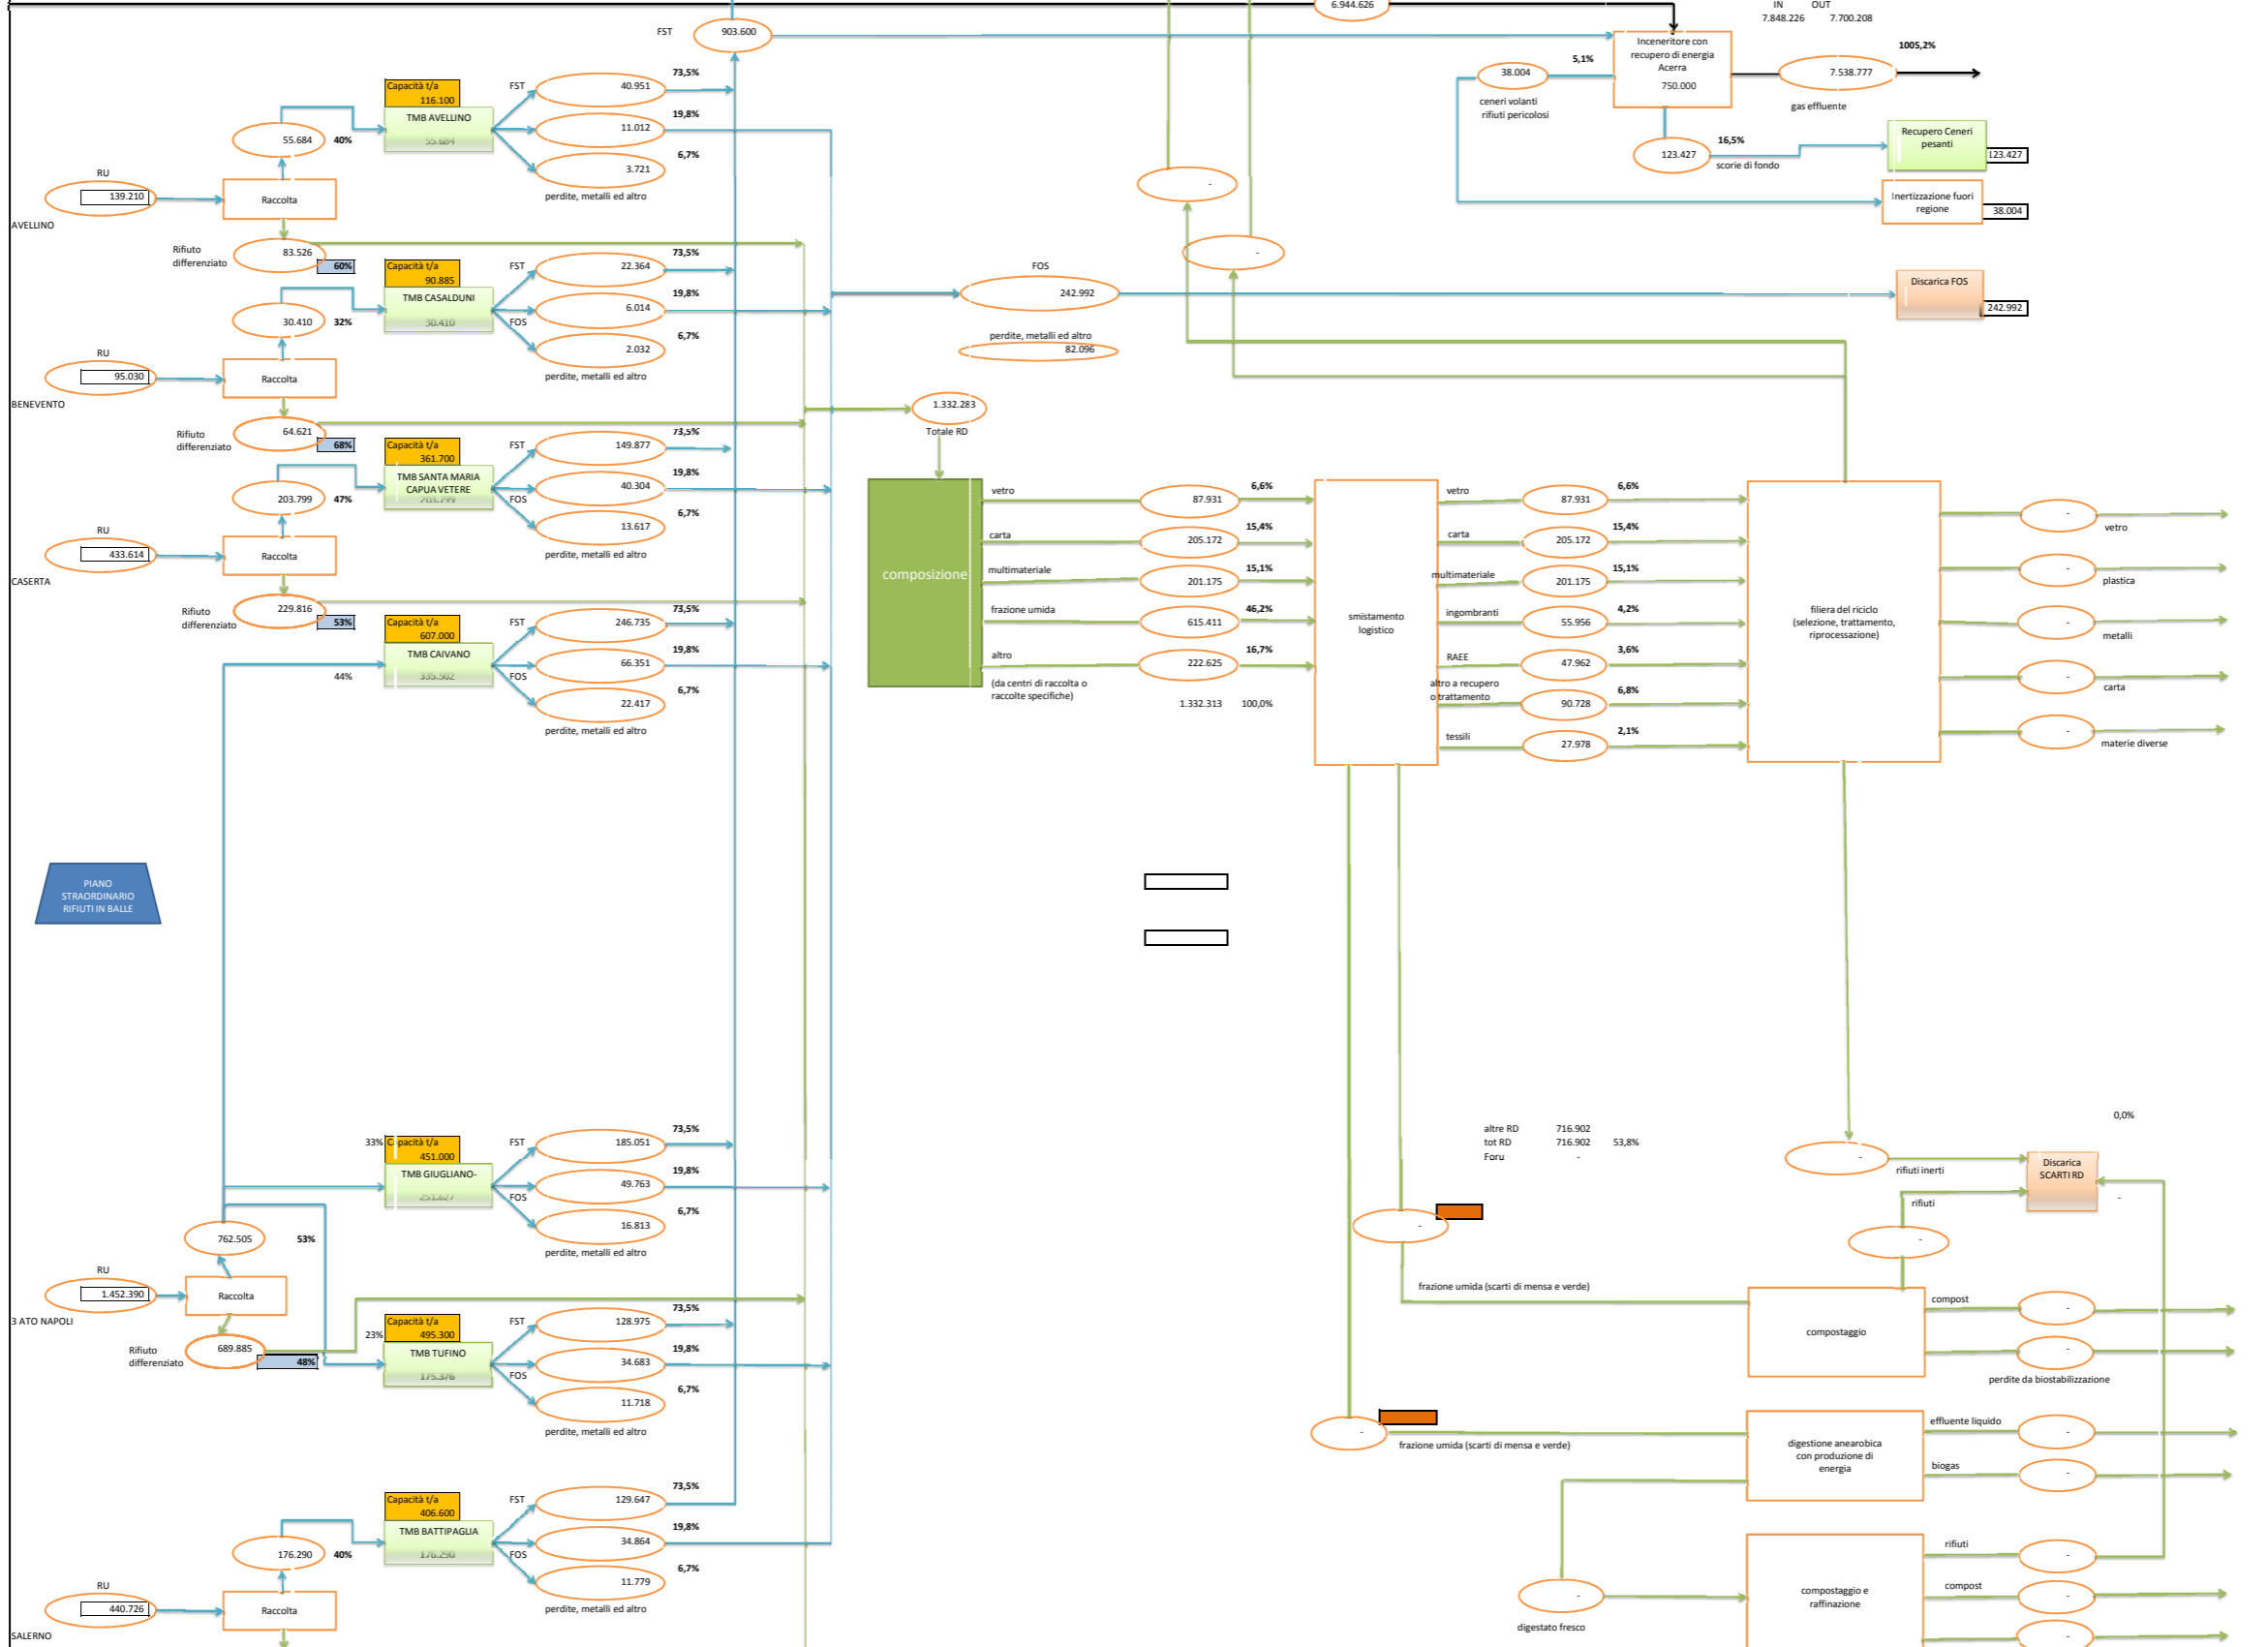 6.944.626
IN OUT
7.848.226 7.700.208
FST
903.600
Inceneritore con
recupero di energia
Acerra
750.000
5,1%
38.004
ceneri volanti
rifiuti pericolosi
1005,2%
7.538.777
gas effluente
16,5%
123.427
scorie di fondo
Recupero Ceneri
pesanti
123.427
Inertizzazione fuori
regione
38.004
Capacità t/a
116.100
TMB AVELLINO
55.684
FST
40.951
73,5%
11.012
19,8%
3.721
6,7%
perdite, metalli ed altro
55.684
40%
RU
139.210
Raccolta
AVELLINO
Rifiuto
differenziato
83.526
60%
Capacità t/a
90.885
TMB CASALDUNI
30.410
FST
22.364
73,5%
6.014
19,8%
FOS
2.032
6,7%
perdite, metalli ed altro
30.410
32%
RU
95.030
Raccolta
BENEVENTO
Rifiuto
differenziato
64.621
68%
-
-
FOS
242.992
Discarica FOS
242.992
perdite, metalli ed altro
82.096
1.332.283
Totale RD
Capacità t/a
361.700
TMB SANTA MARIA
CAPUA VETERE
203.799
FST
149.877
73,5%
40.304
19,8%
FOS
13.617
6,7%
perdite, metalli ed altro
203.799
47%
RU
433.614
Raccolta
CASERTA
Rifiuto
differenziato
229.816
53%
Capacità t/a
607.000
TMB CAIVANO
335.502
44%
FST
246.735
73,5%
66.351
19,8%
FOS
22.417
6,7%
perdite, metalli ed altro
composizione
vetro
87.931
6,6%
carta
205.172
15,4%
multimateriale
201.175
15,1%
frazione umida
615.411
46,2%
altro
222.625
16,7%
(da centri di raccolta o
raccolte specifiche)
1.332.313 100,0%
smistamento
logistico
vetro
87.931
6,6%
carta
205.172
15,4%
multimateriale
201.175
15,1%
ingombranti
55.956
4,2%
RAEE
47.962
3,6%
altro a recupero
o trattamento
90.728
6,8%
tessili
27.978
2,1%
filiera del riciclo
(selezione, trattamento,
riprocessazione)
-
vetro
-
plastica
-
metalli
-
carta
-
materie diverse
PIANO
STRAORDINARIO
RIFIUTI IN BALLE
33%
Capacità t/a
451.000
TMB GIUGLIANO-
251.627
FST
185.051
73,5%
49.763
19,8%
FOS
16.813
6,7%
perdite, metalli ed altro
762.505
53%
RU
1.452.390
Raccolta
3 ATO NAPOLI
Rifiuto
differenziato
689.885
48%
23%
Capacità t/a
495.300
TMB TUFINO
175.376
FST
128.975
73,5%
34.683
19,8%
FOS
11.718
6,7%
perdite, metalli ed altro
altre RD 716.902
tot RD 716.902 53,8%
Foru -
0,0%
-
rifiuti inerti
Discarica
SCARTI RD
-
rifiuti
-
-
frazione umida (scarti di mensa e verde)
compostaggio
compost
-
-
perdite da biostabilizzazione
-
frazione umida (scarti di mensa e verde)
digestione anearobica
con produzione di
energia
effluente liquido
-
biogas
-
Capacità t/a
406.600
TMB BATTIPAGLIA
176.290
FST
129.647
73,5%
34.864
19,8%
FOS
11.779
6,7%
perdite, metalli ed altro
176.290
40%
RU
440.726
Raccolta
SALERNO
-
digestato fresco
compostaggio e
raffinazione
rifiuti
-
compost
-
-